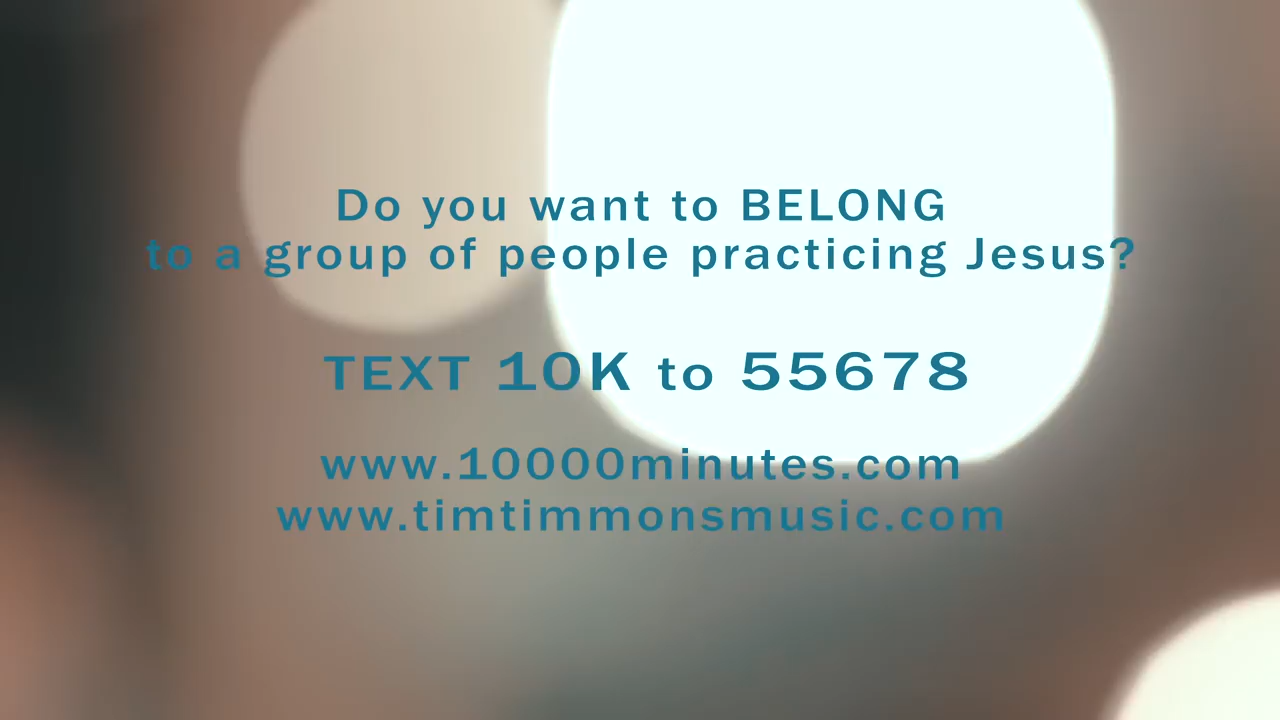 Do you want to BELONG
to a group of people practicing Jesus?
TEXT 10K to 55678
www.10000minutes.com
www.timtimmonsmusic.com